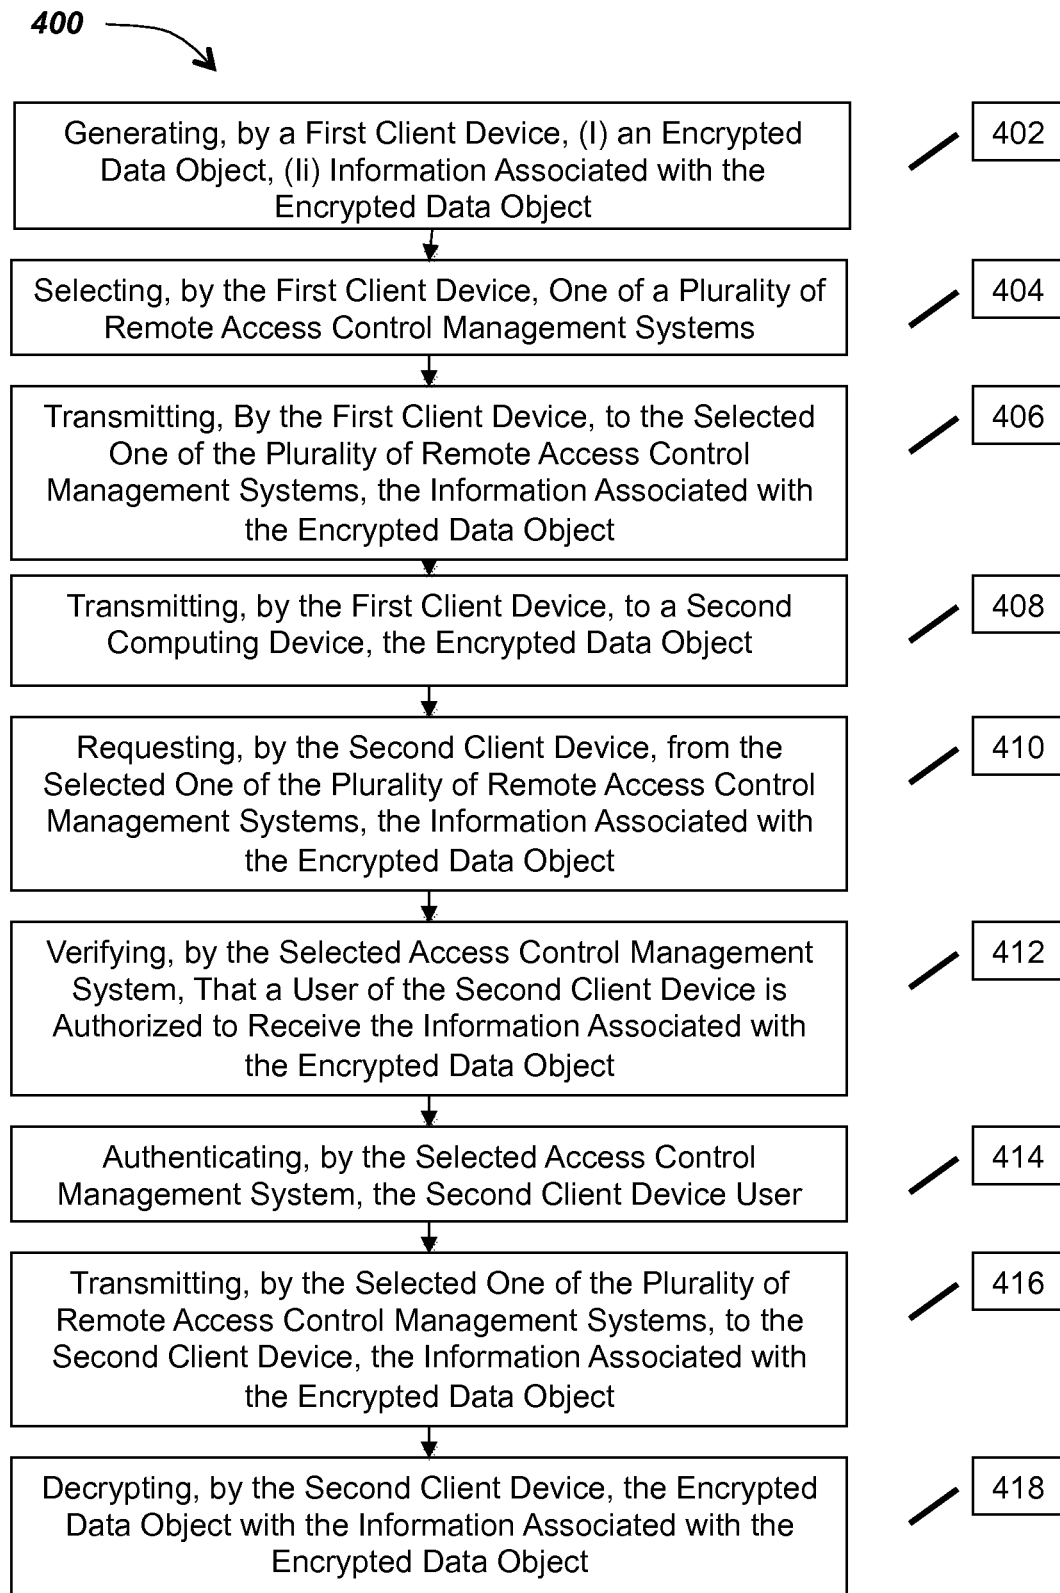 400
Generating, by a First Client Device, (I) an Encrypted
Data Object, (Ii) Information Associated with the
Encrypted Data Object
402
Selecting, by the First Client Device, One of a Plurality of
Remote Access Control Management Systems
404
Transmitting, By the First Client Device, to the Selected
One of the Plurality of Remote Access Control
Management Systems, the Information Associated with
the Encrypted Data Object
406
Transmitting, by the First Client Device, to a Second
Computing Device, the Encrypted Data Object
408
Requesting, by the Second Client Device, from the
Selected One of the Plurality of Remote Access Control
Management Systems, the Information Associated with
the Encrypted Data Object
410
Verifying, by the Selected Access Control Management
System, That a User of the Second Client Device is
Authorized to Receive the Information Associated with
the Encrypted Data Object
412
Authenticating, by the Selected Access Control
Management System, the Second Client Device User
414
Transmitting, by the Selected One of the Plurality of
Remote Access Control Management Systems, to the
Second Client Device, the Information Associated with
the Encrypted Data Object
416
Decrypting, by the Second Client Device, the Encrypted
Data Object with the Information Associated with the
Encrypted Data Object
418